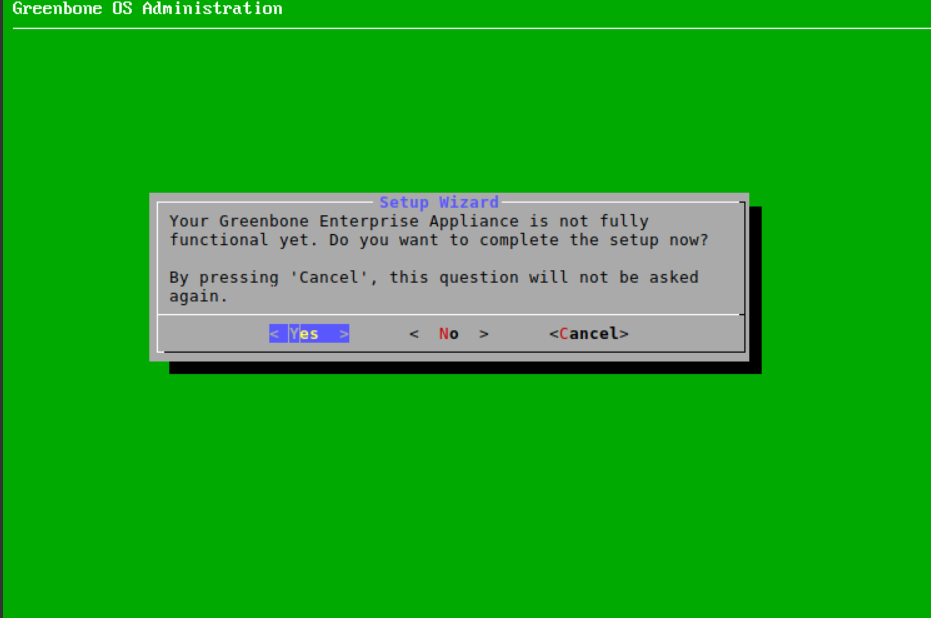 Greenbone OS Administration
Setup Wizard
Your Greenbone Enterprise Appliance is not fully
functional yet. Do you want to complete the setup now?
By pressing 'Cancel', this question will not be asked
again.
< Yes > < No > <Cancel>